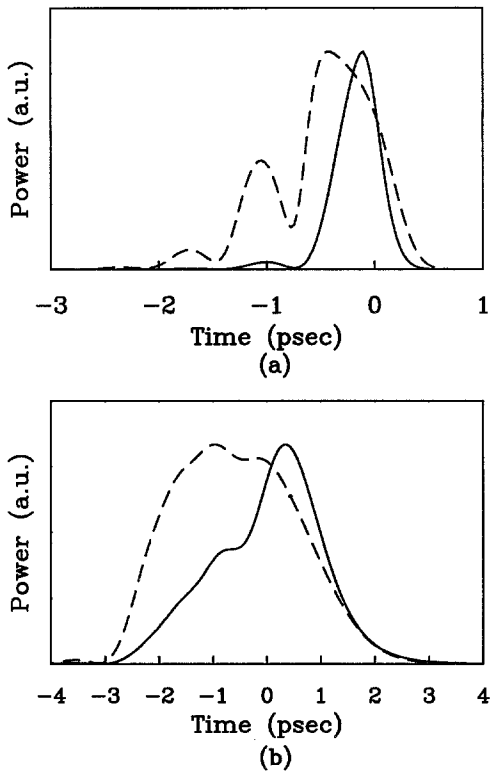 Power (a.u.)
−3 −2 −1 0 1
Time (psec)
(a)
Power (a.u.)
−4 −3 −2 −1 0 1 2 3 4
Time (psec)
(b)